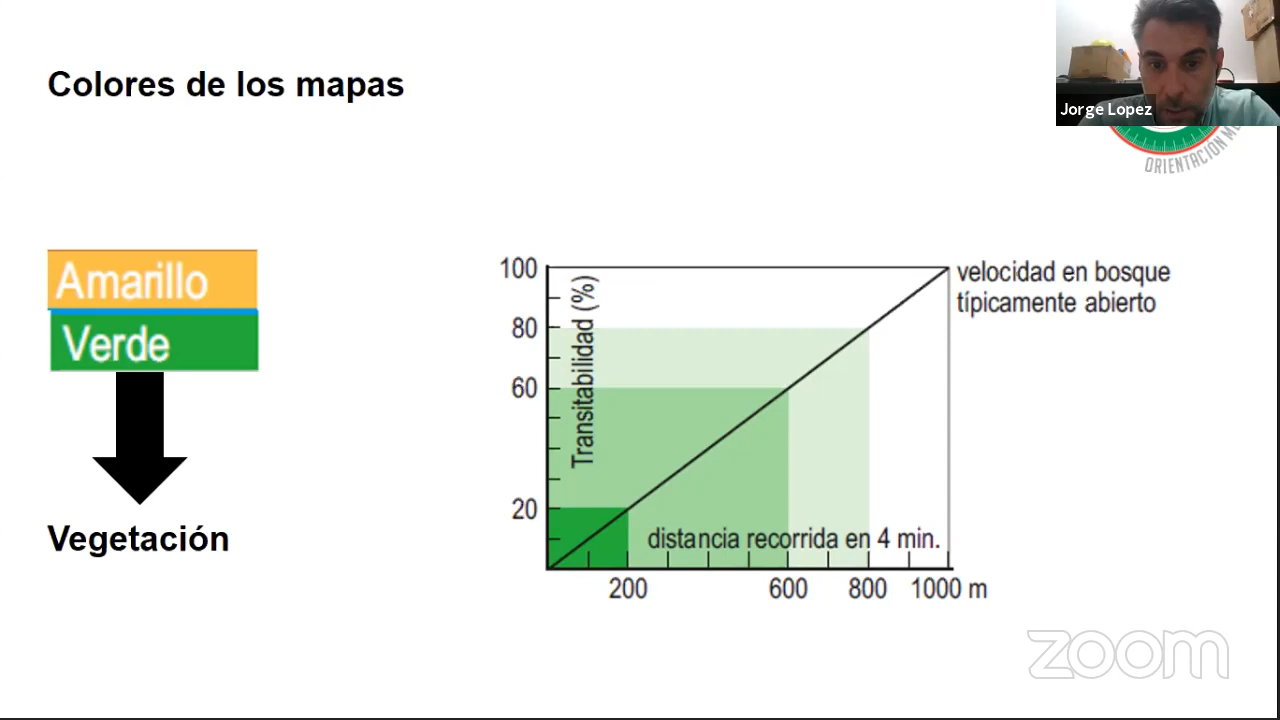 Colores de los mapas
Jorge Lopez
ORIENTACIÓN
Amarillo
Verde
Vegetación
100
80
60
20
Transitabilidad (%)
velocidad en bosque
típicamente abierto
distancia recorrida en 4 min.
200
600
800
1000 m
zoom